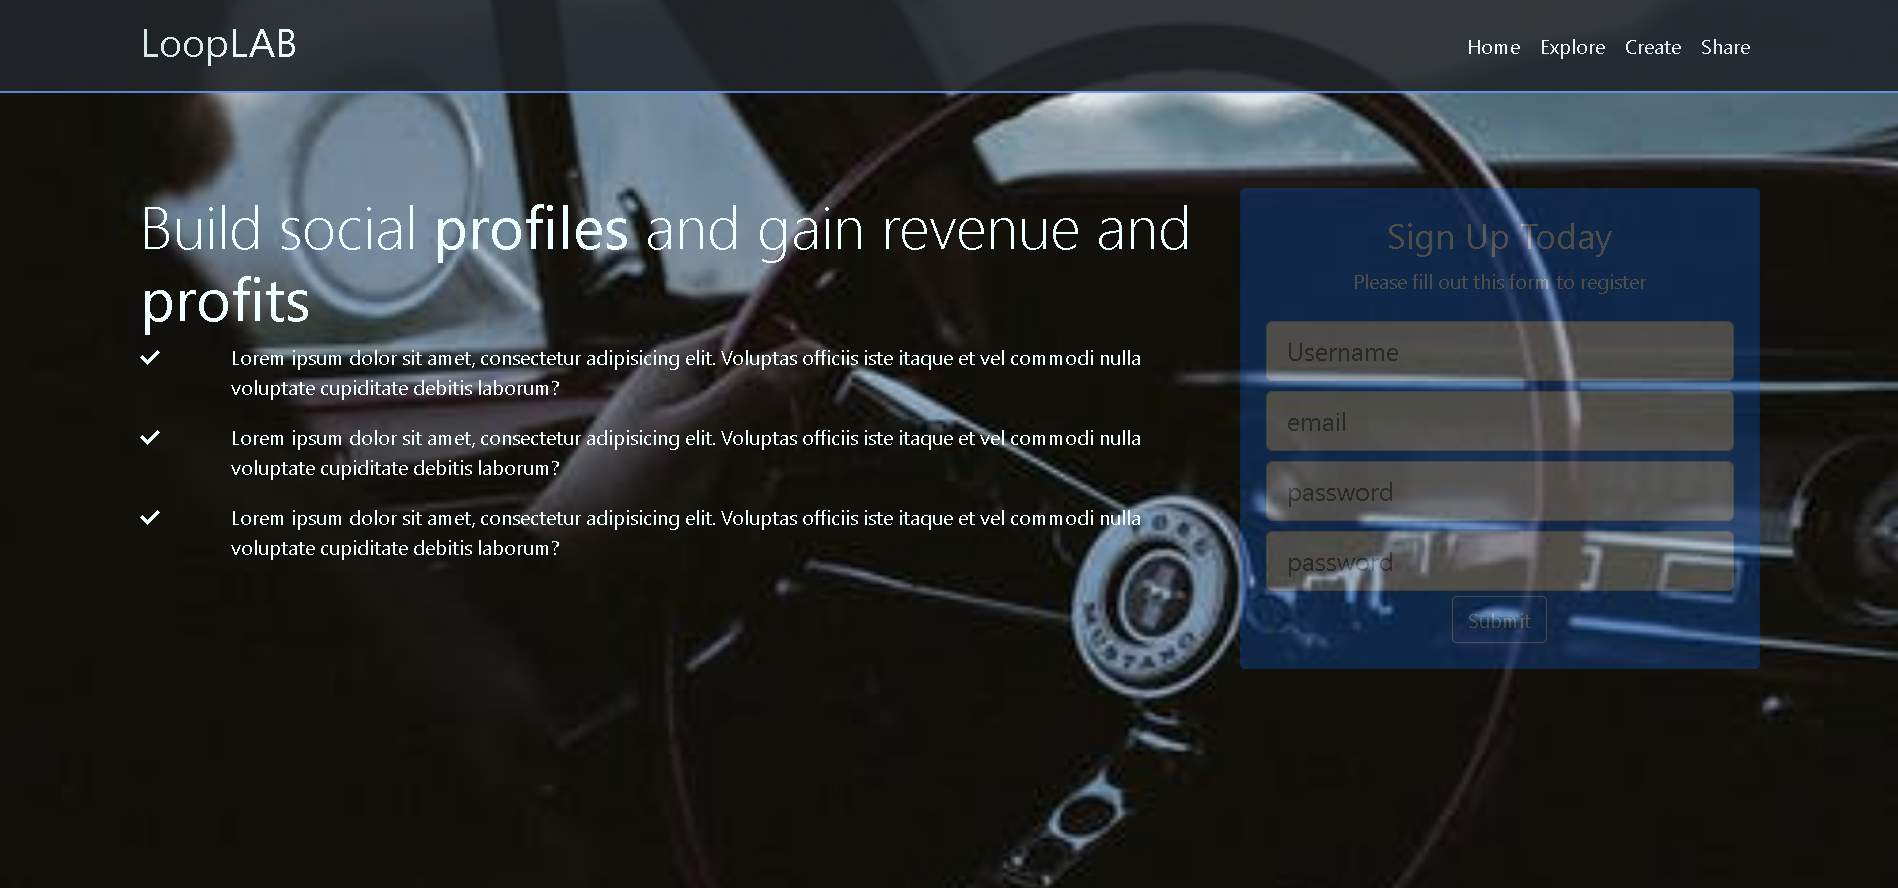 LoopLAB
Home Explore Create Share
Build social profiles and gain revenue and
profits
Lorem ipsum dolor sit amet, consectetur adipisicing elit. Voluptas officiis iste itaque et vel commodi nulla
voluptate cupiditate debitis laborum?
Lorem ipsum dolor sit amet, consectetur adipisicing elit. Voluptas officiis iste itaque et vel commodi nulla
voluptate cupiditate debitis laborum?
Lorem ipsum dolor sit amet, consectetur adipisicing elit. Voluptas officiis iste itaque et vel commodi nulla
voluptate cupiditate debitis laborum?
Sign Up Today
Please fill out this form to register
Username
email
password
password
Submit
MUSTANG